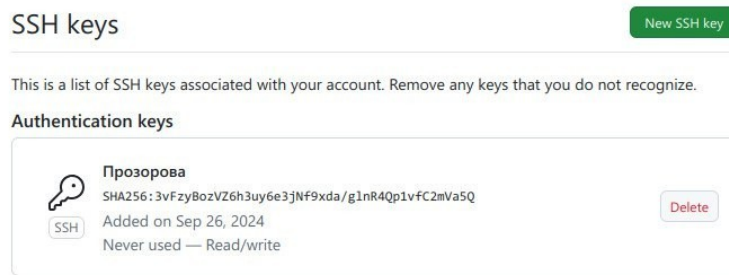 SSH keys
New SSH key
This is a list of SSH keys associated with your account. Remove any keys that you do not recognize.
Authentication keys
Прозорова
SHA256:3vFzyBozVZ6h3uy6e3jNf9xda/glnR4Qp1vfC2mVa5Q
Added on Sep 26, 2024
Never used — Read/write
SSH
Delete